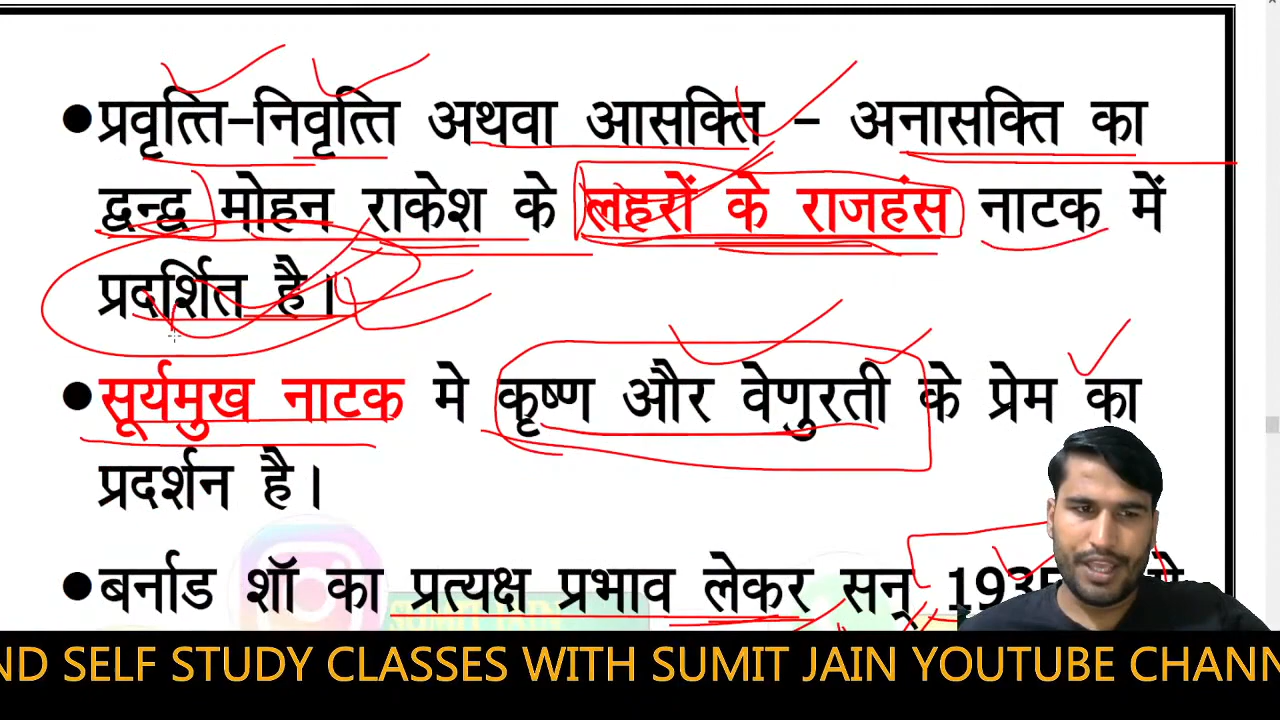 प्रवृत्ति-निवृत्ति अथवा आसक्ति - अनासक्ति का
द्वन्द्व मोहन राकेश के लहरों के राजहंस नाटक में
प्रदर्शित है।
सूर्यमुख नाटक मे कृष्ण और वेणुरती के प्रेम का
प्रदर्शन है।
बर्नाड शॉ का प्रत्यक्ष प्रभाव लेकर सन्
ND SELF STUDY CLASSES WITH SUMIT JAIN YOUTUBE CHANN